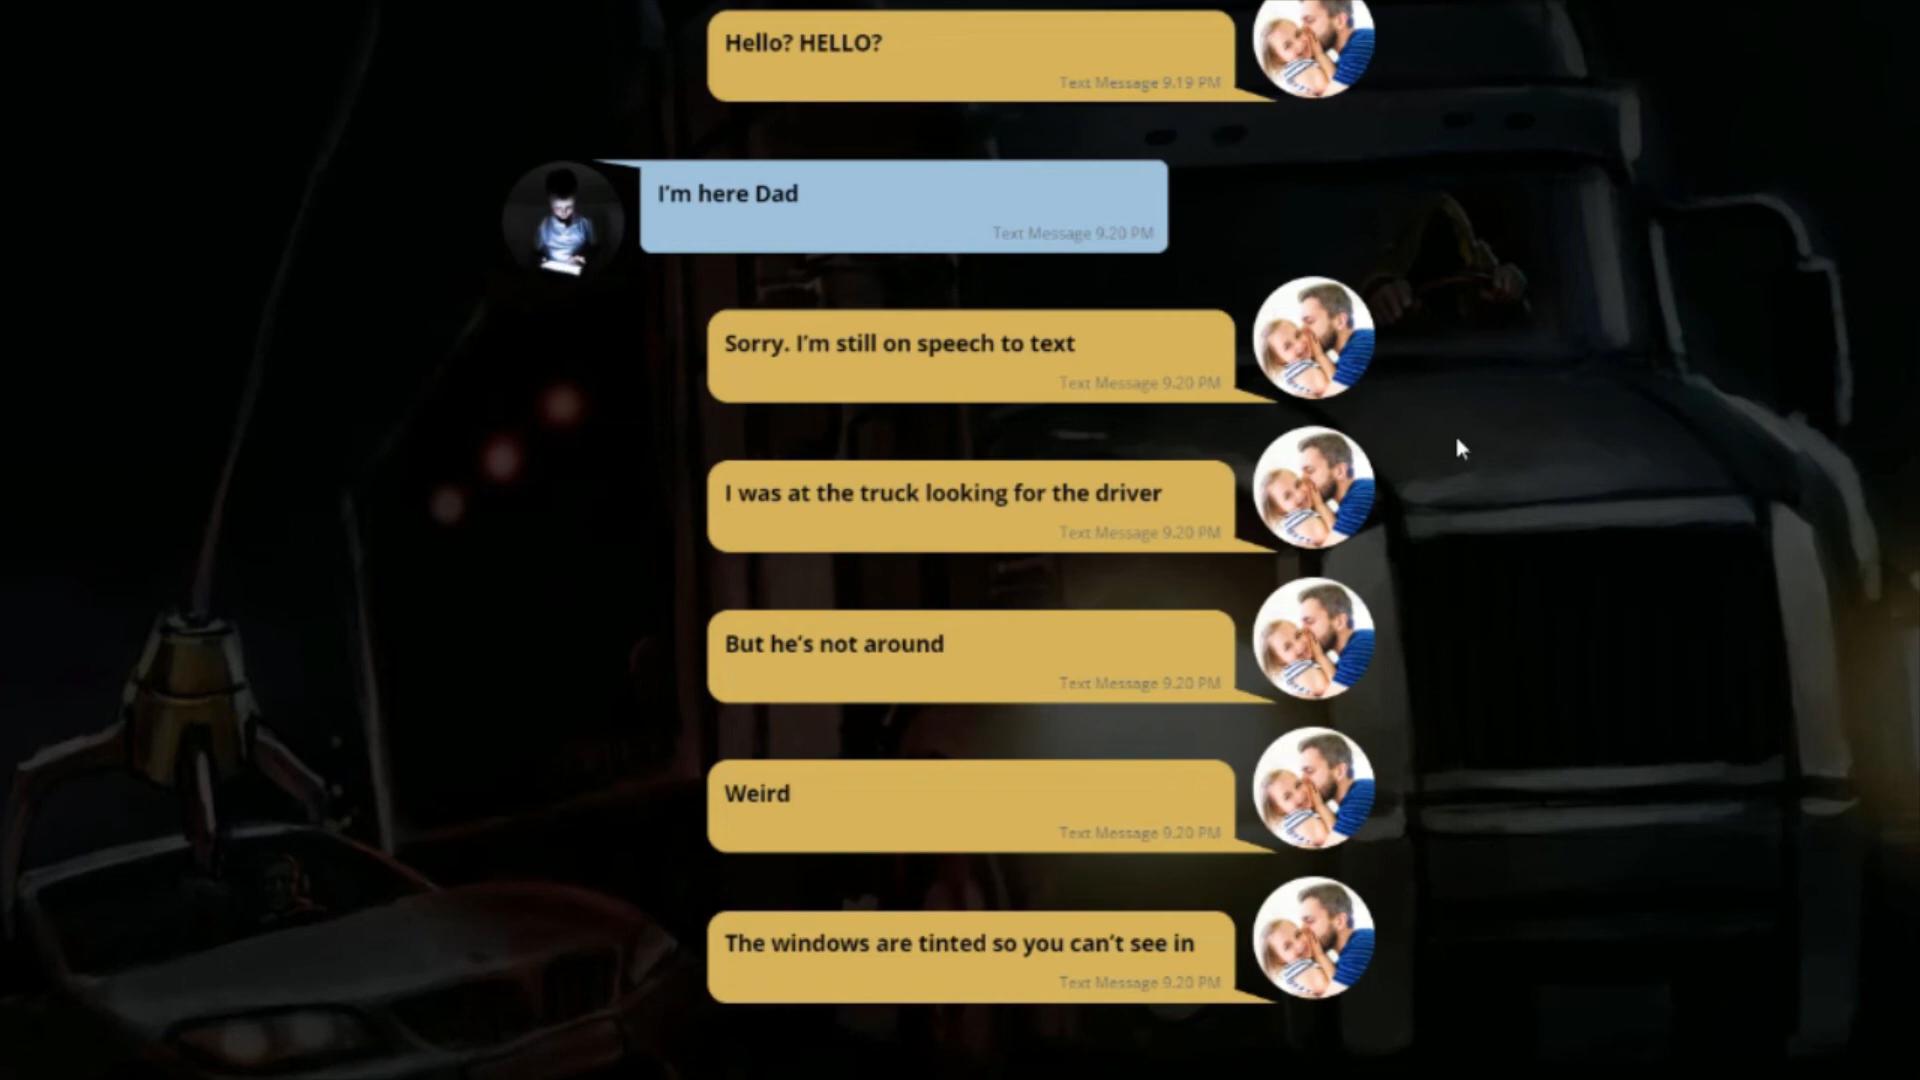 Hello? HELLO?
Text Message 9.19 PM
I'm here Dad
Text Message 9.20 PM
Sorry. I'm still on speech to text
Text Message 9.20 PM
I was at the truck looking for the driver
Text Message 9.20 PM
But he's not around
Text Message 9.20 PM
Weird
Text Message 9.20 PM
The windows are tinted so you can't see in
Text Message 9.20 PM